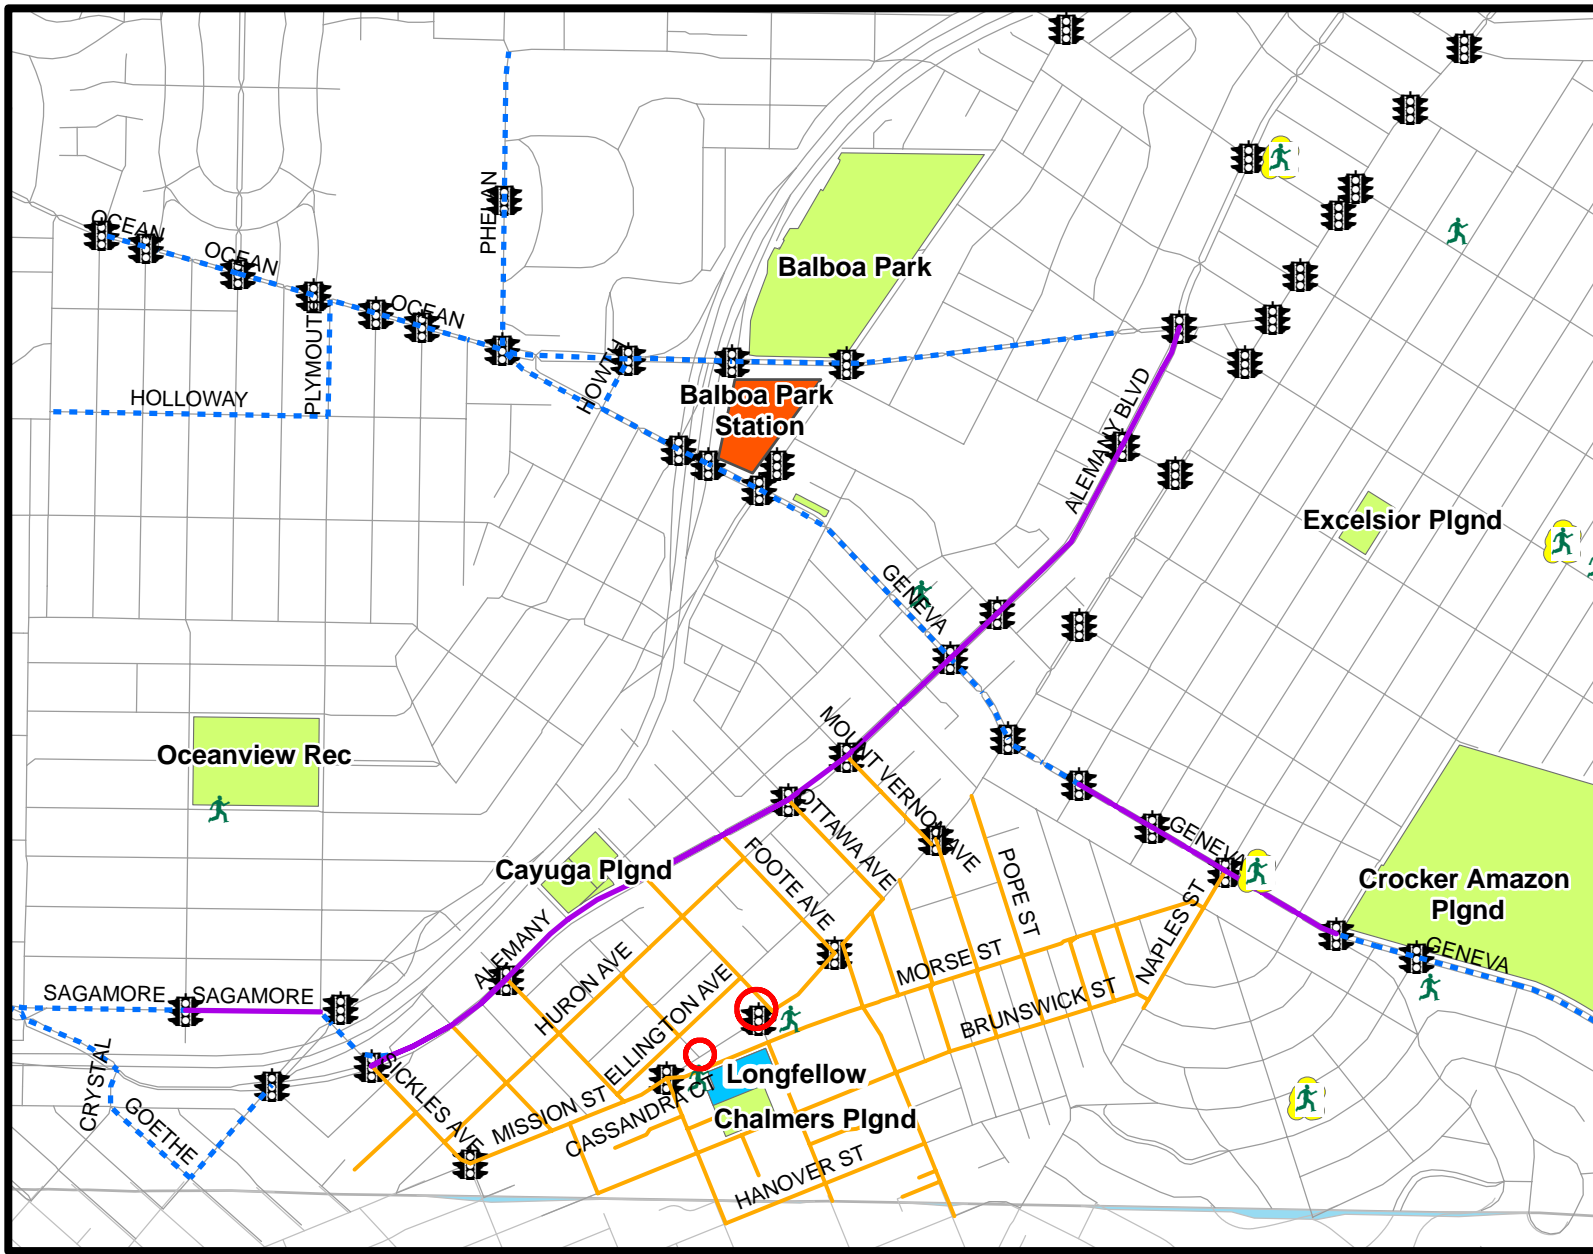 OCEAN
OCEAN
OCEAN
PHELAN
PLYMOUTH
HOLLOWAY
HOWTH
Balboa Park
Balboa Park
Station
ALEMANY BLVD
Excelsior Plgnd
GENEVA
Oceanview Rec
MOUNT VERNON AVE
OTTAWA AVE
FOOTE AVE
POPE ST
GENEVA
Cayuga Plgnd
Crocker Amazon
Plgnd
NAPLES ST
GENEVA
ALEMANY
HURON AVE
ELLINGTON AVE
MORSE ST
BRUNSWICK ST
SAGAMORE
SAGAMORE
CRYSTAL
GOETHE
SICKLES AVE
MISSION ST
CASSANDRA CT
Longfellow
Chalmers Plgnd
HANOVER ST